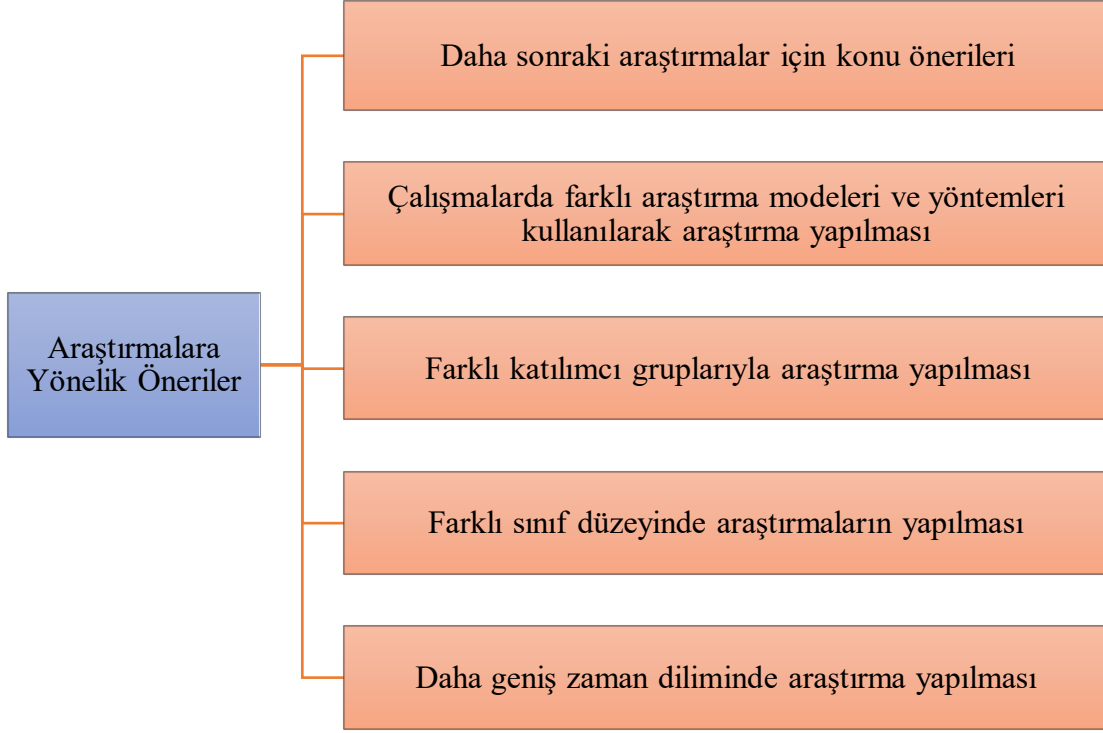 Daha sonraki araştırmalar için konu önerileri
Çalışmalarda farklı araştırma modeleri ve yöntemleri
kullanılarak araştırma yapılması
Araştırmalara
Yönelik Öneriler
Farklı katılımcı gruplarıyla araştırma yapılması
Farklı sınıf düzeyinde araştırmaların yapılması
Daha geniş zaman diliminde araştırma yapılması